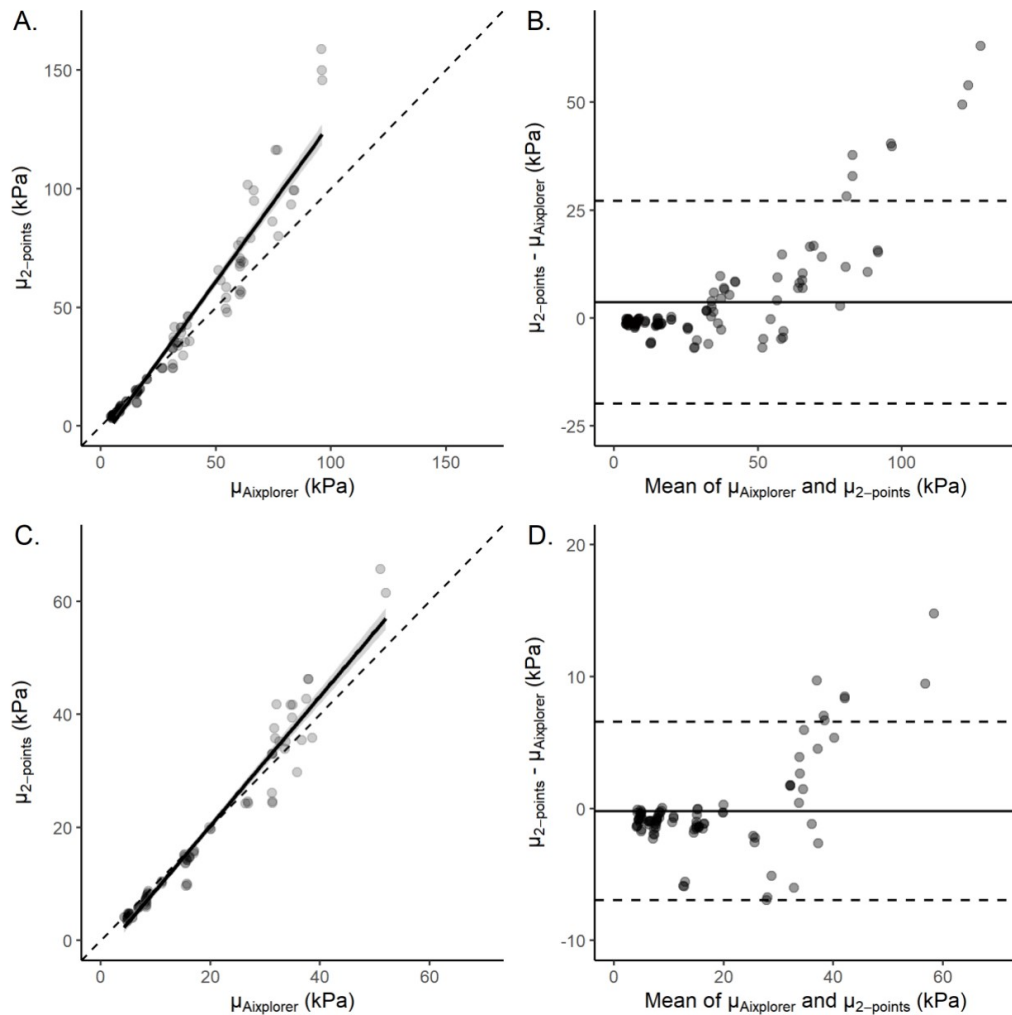 A.
150
100
50
0
μ2−points (kPa)
0 50 100 150
μAixplorer (kPa)
B.
50
25
0
-25
μ2−points - μAixplorer (kPa)
0 50 100
Mean of μAixplorer and μ2−points (kPa)
C.
60
40
20
0
μ2−points (kPa)
0 20 40 60
μAixplorer (kPa)
D.
20
10
0
-10
μ2−points - μAixplorer (kPa)
0 20 40 60
Mean of μAixplorer and μ2−points (kPa)